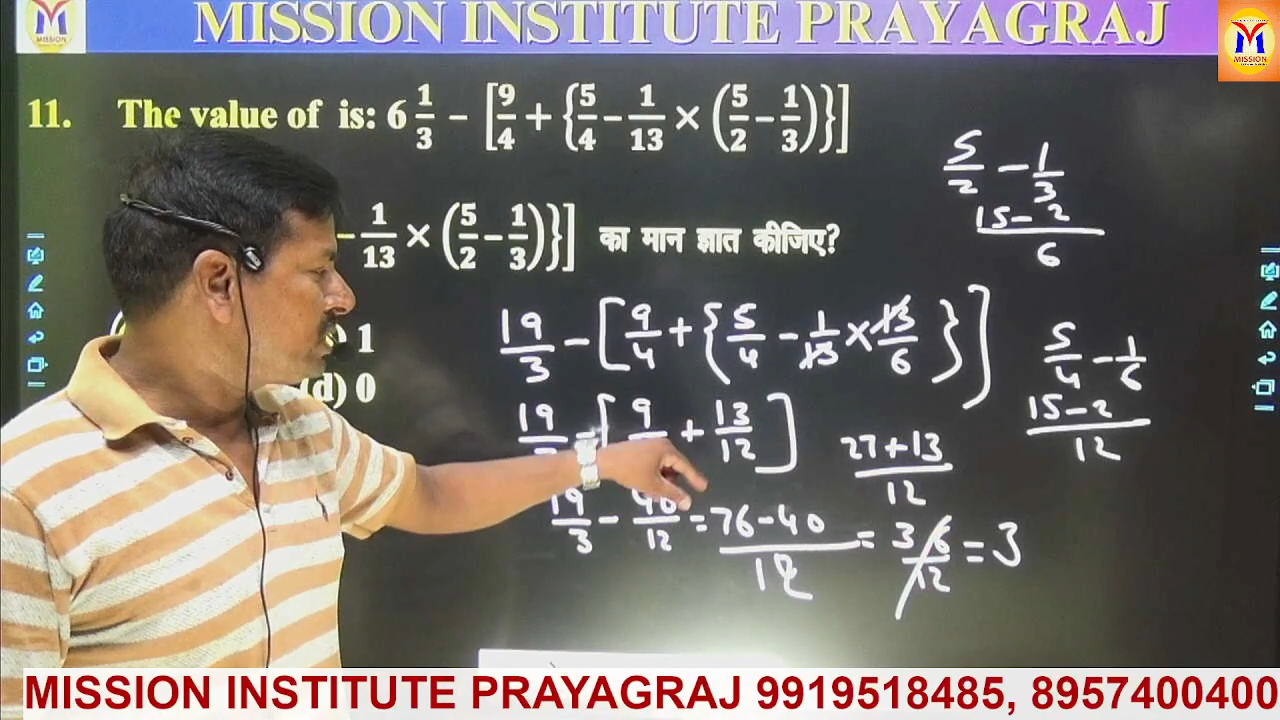 MISSION INSTITUTE PRAYAGRAJ
MISSION
MISSION
11. The value of is: 6 1/3 − [9/4 + {5/4 − 1/13 × (5/2 − 1/3)}]
− 1/13 × (5/2 − 1/3)}] का मान ज्ञात कीजिए?
1
(d) 0
5/2 − 1/3
15−2/6
19/3 − [9/4 + {5/4 − 1/13 × 13/6}]
5/4 − 1/6
15−2/12
19 − [9 + 13/12]
27+13/12
19/3 − 40/12 = 76−40/12 = 36/12 = 3
MISSION INSTITUTE PRAYAGRAJ 9919518485, 8957400400